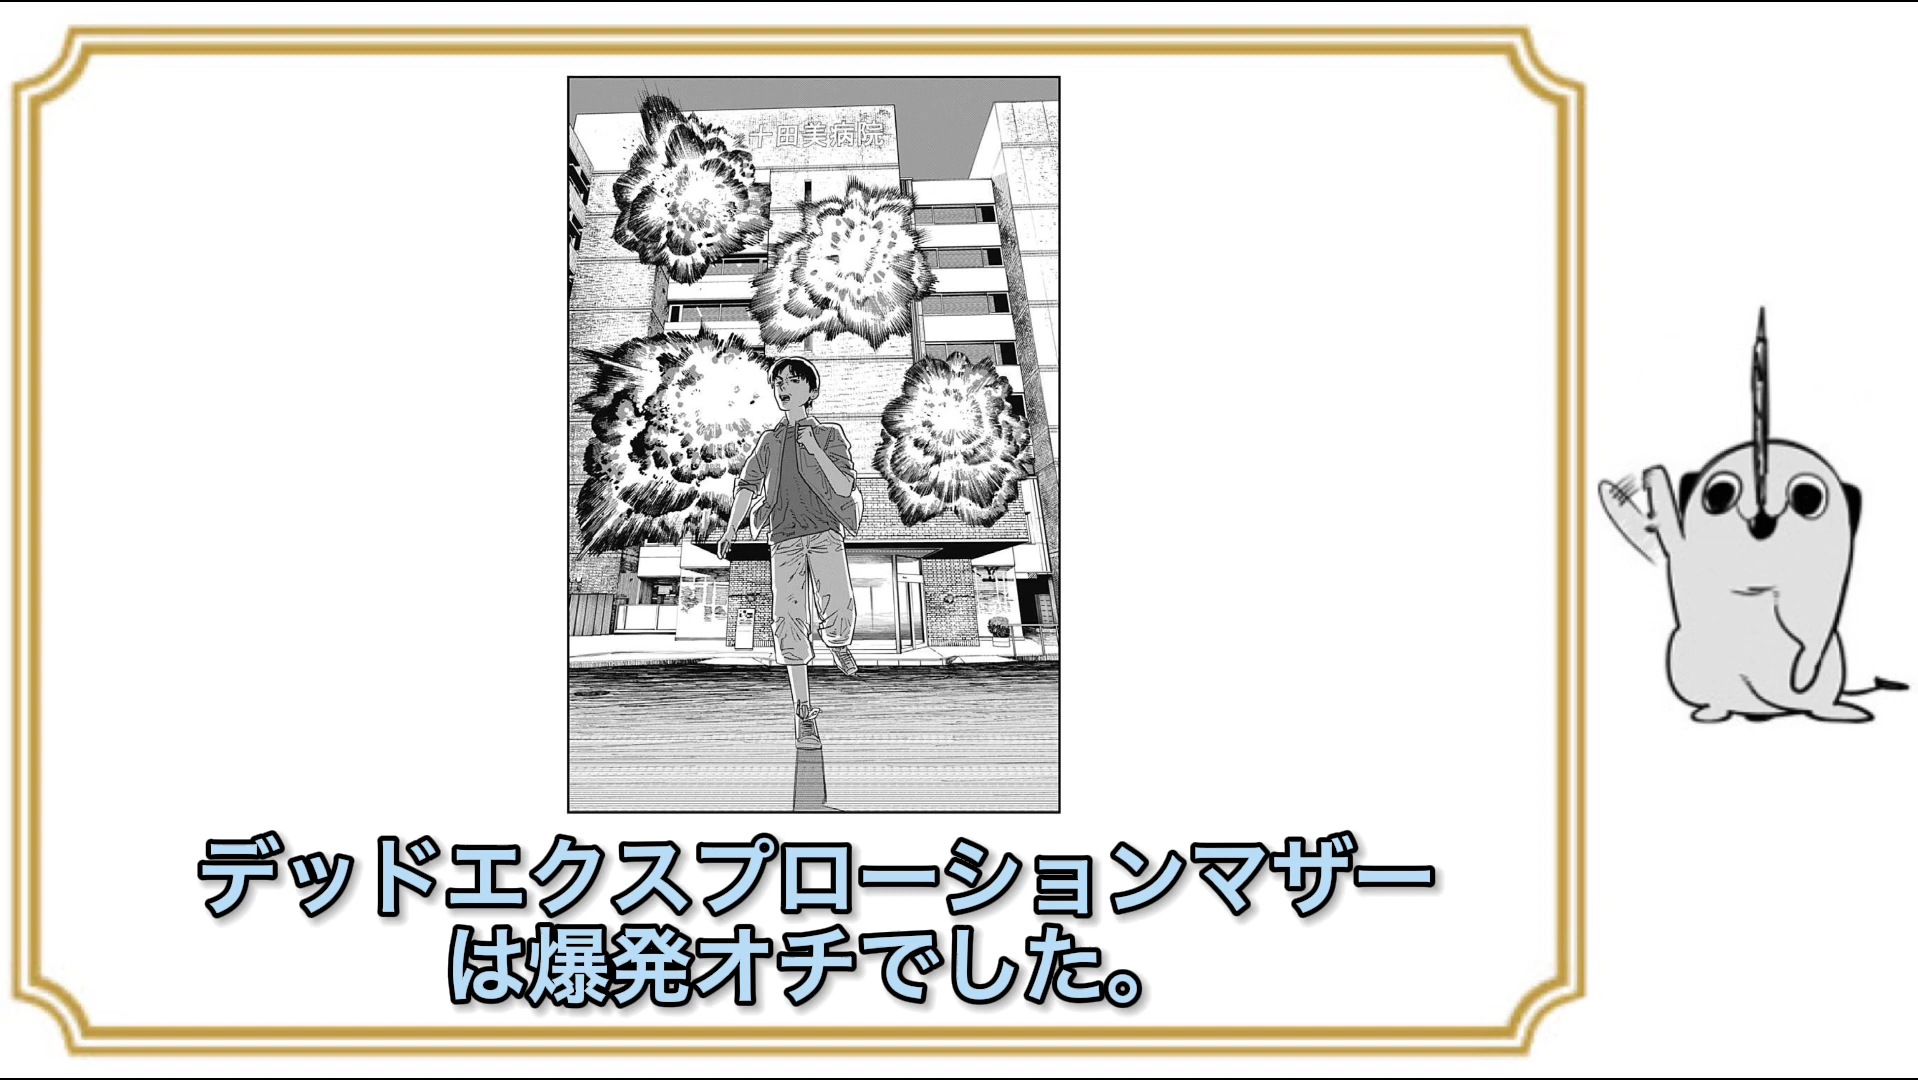 十田美病院
デッドエクスプローションマザー
は爆発オチでした。